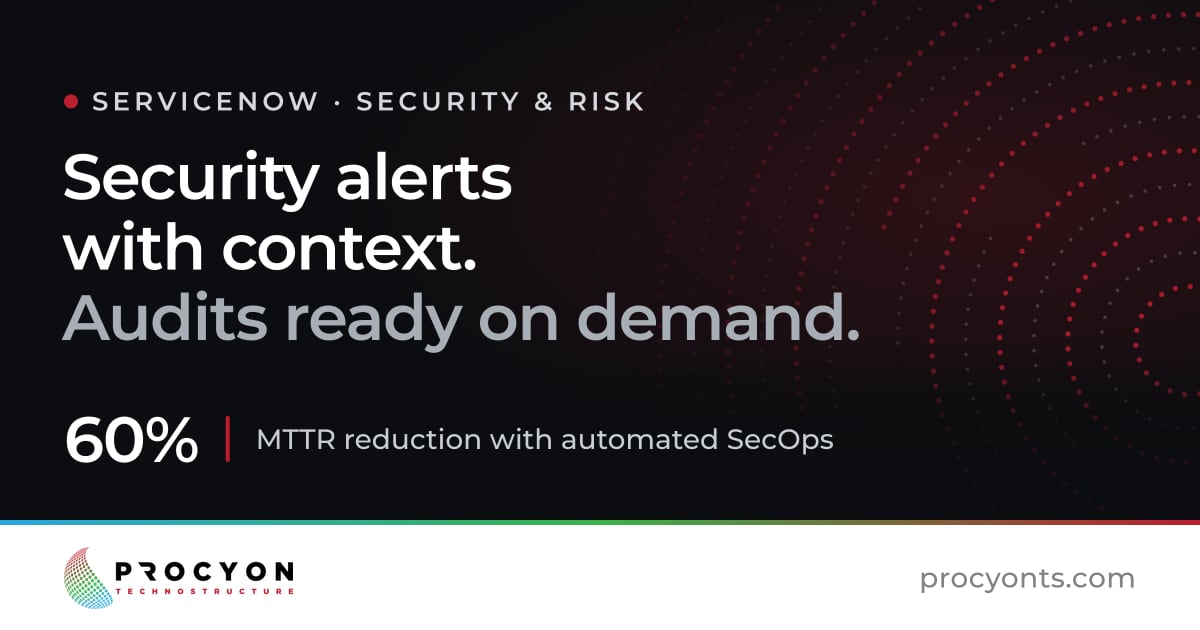 SERVICENOW · SECURITY & RISK
Security alerts
with context.
Audits ready on demand.
60% | MTTR reduction with automated SecOps
PROCYON
TECHNOSTRUCTURE
procyonts.com